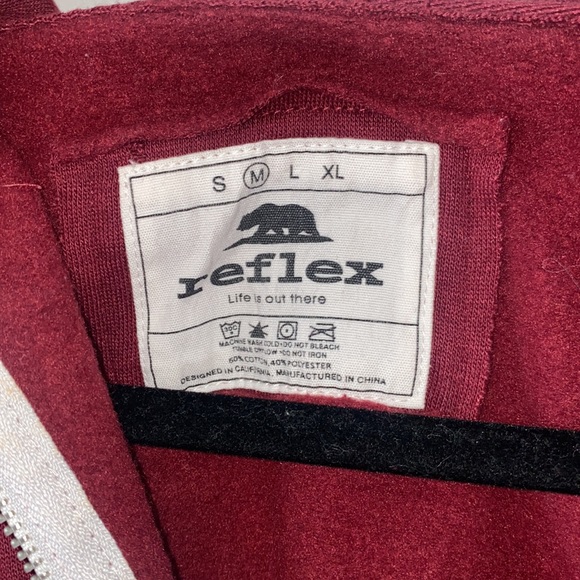 S M L XL
reflex
Life is out there
30C
MACHINE WASH COLD•DO NOT BLEACH
TUMBLE DRY LOW•DO NOT IRON
60% COTTON, 40% POLYESTER
DESIGNED IN CALIFORNIA, MANUFACTURED IN CHINA